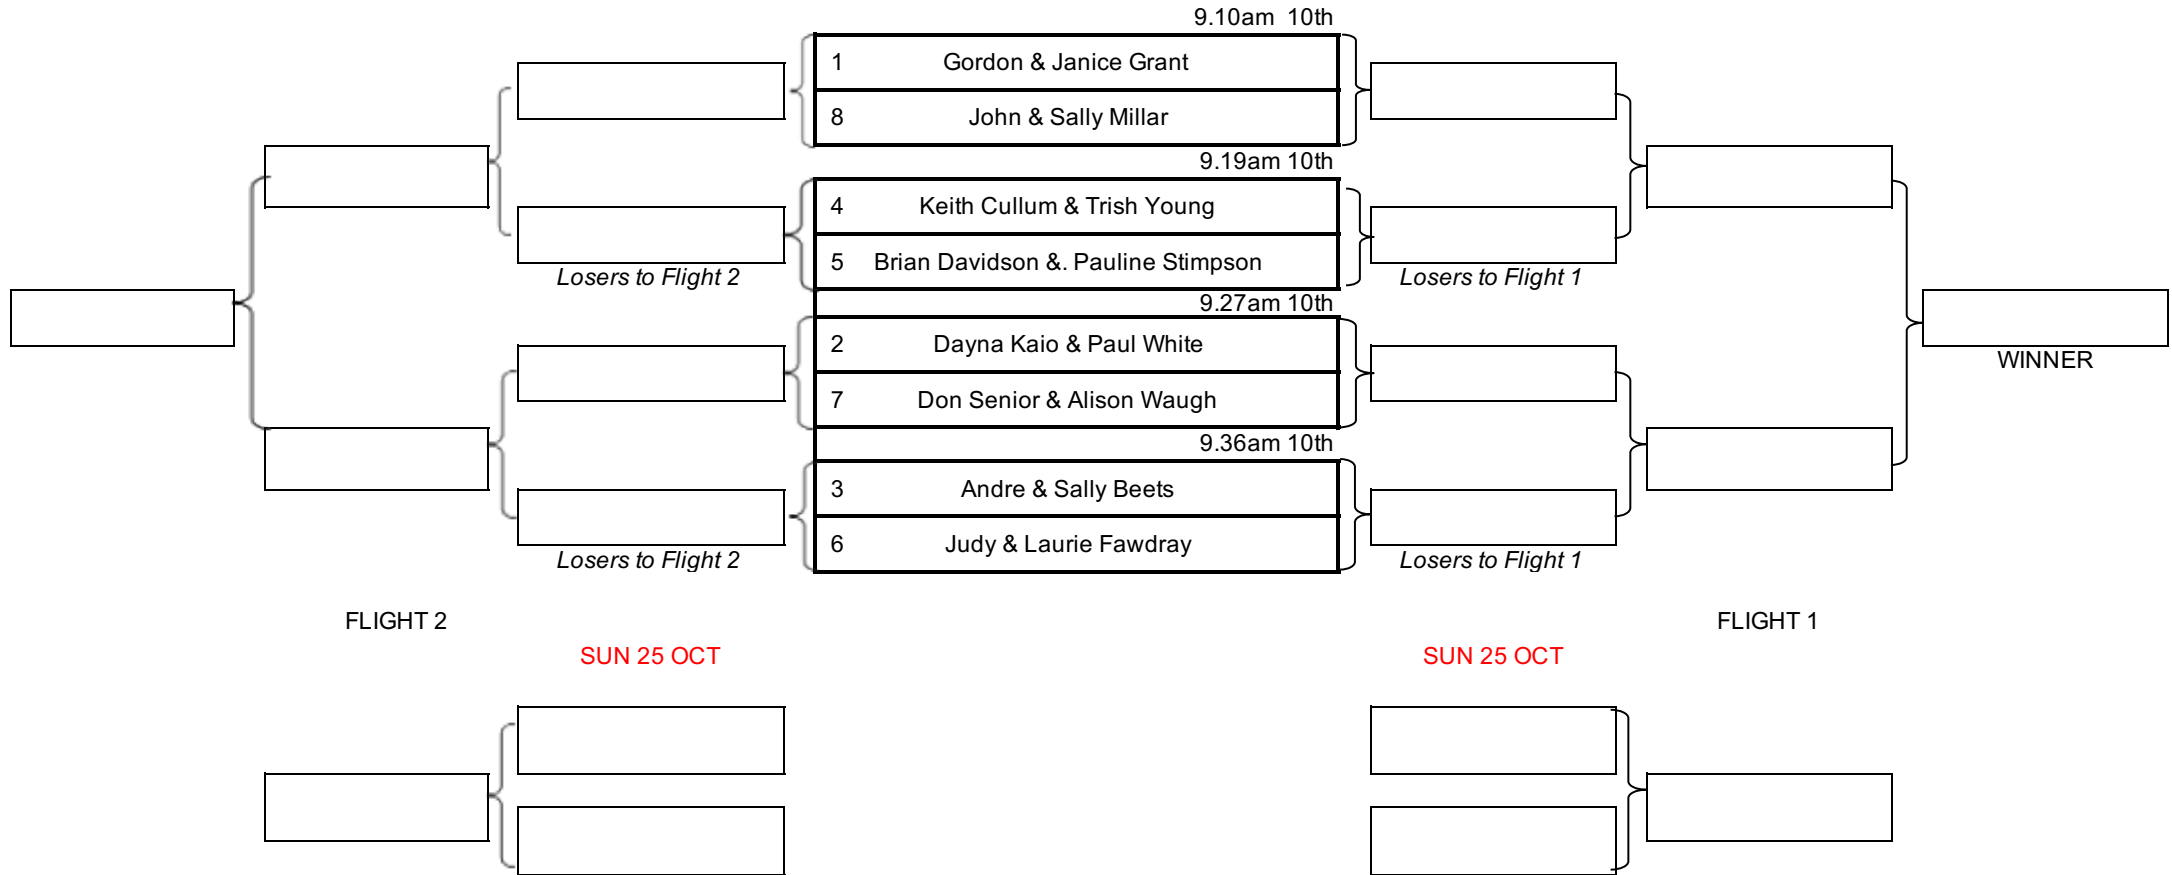 9.10am 10th
1 Gordon & Janice Grant
8 John & Sally Millar
9.19am 10th
4 Keith Cullum & Trish Young
5 Brian Davidson &. Pauline Stimpson
Losers to Flight 2 Losers to Flight 1
9.27am 10th
2 Dayna Kaio & Paul White
WINNER
7 Don Senior & Alison Waugh
9.36am 10th
3 Andre & Sally Beets
6 Judy & Laurie Fawdray
Losers to Flight 2 Losers to Flight 1
FLIGHT 2 FLIGHT 1
SUN 25 OCT SUN 25 OCT